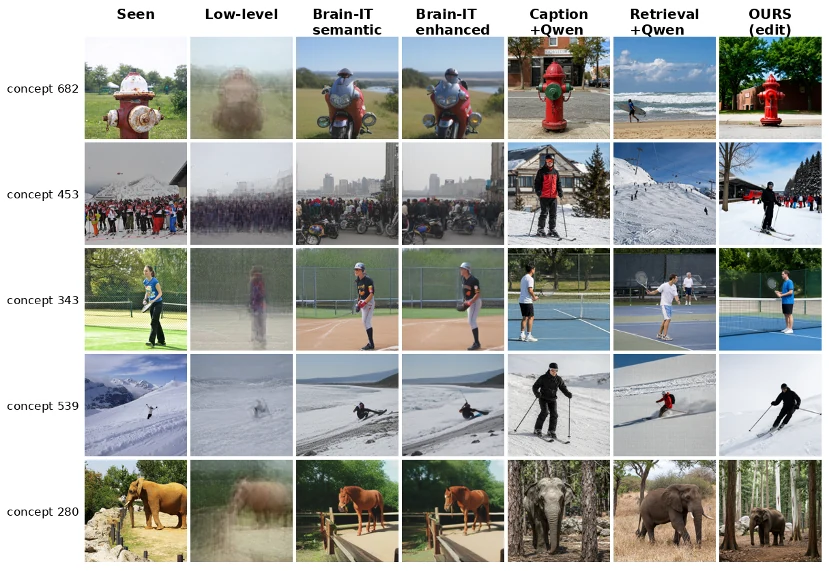 Seen Low-level Brain-IT semantic Brain-IT enhanced Caption +Qwen Retrieval +Qwen OURS (edit)
concept 682
concept 453
concept 343
concept 539
concept 280